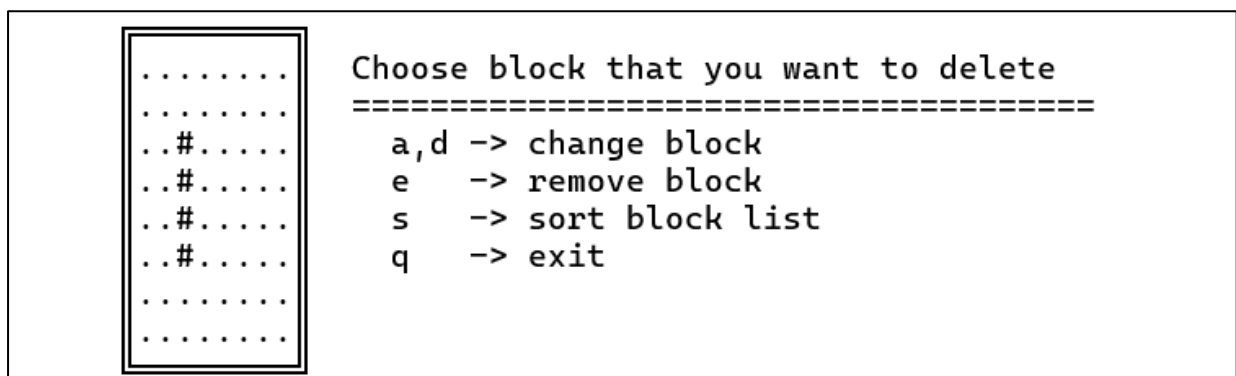 ........ Choose block that you want to delete
........ ======================================
..#..... a,d -> change block
..#..... e -> remove block
..#..... s -> sort block list
..#..... q -> exit
........
........